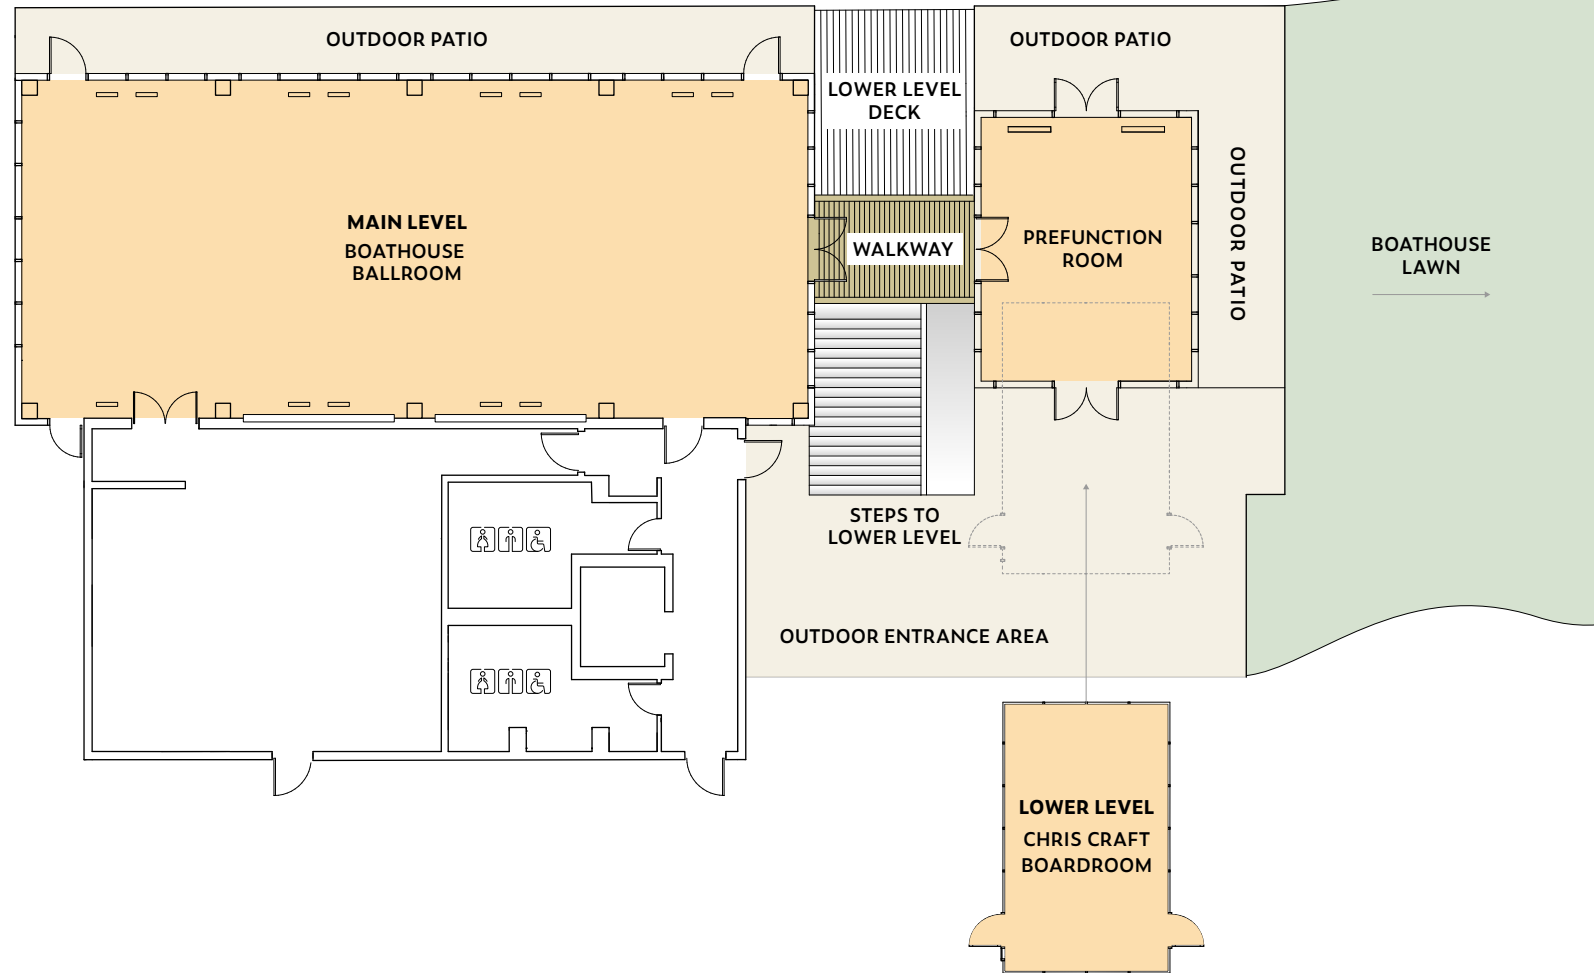 OUTDOOR PATIO
OUTDOOR PATIO
LOWER LEVEL
DECK
OUTDOOR PATIO
MAIN LEVEL
BOATHOUSE
BALLROOM
WALKWAY
PREFUNCTION
ROOM
BOATHOUSE
LAWN
STEPS TO
LOWER LEVEL
OUTDOOR ENTRANCE AREA
LOWER LEVEL
CHRIS CRAFT
BOARDROOM